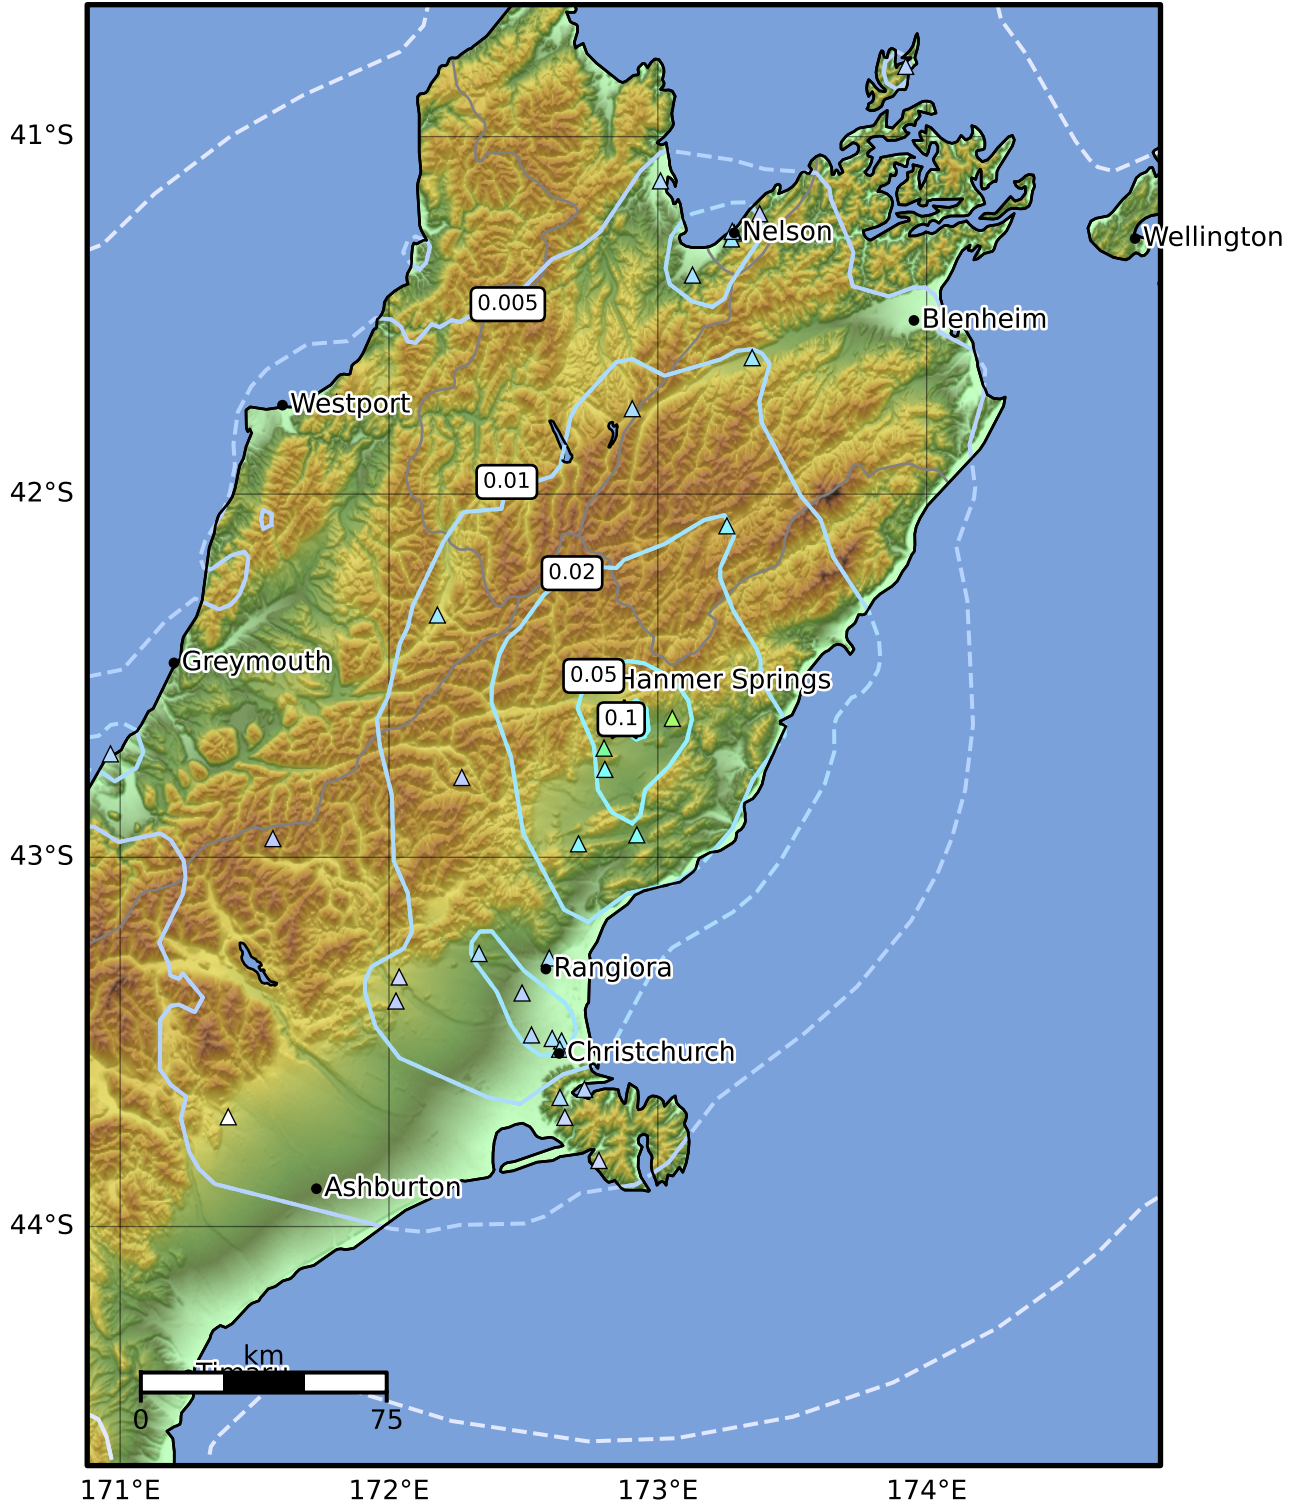 41°S
Nelson
Wellington
0.005
Blenheim
Westport
0.01
42°S
0.02
Greymouth
0.05
Hanmer Springs
0.1
43°S
Rangiora
Christchurch
Ashburton
44°S
km
Timaru
0 75
171°E 172°E 173°E 174°E